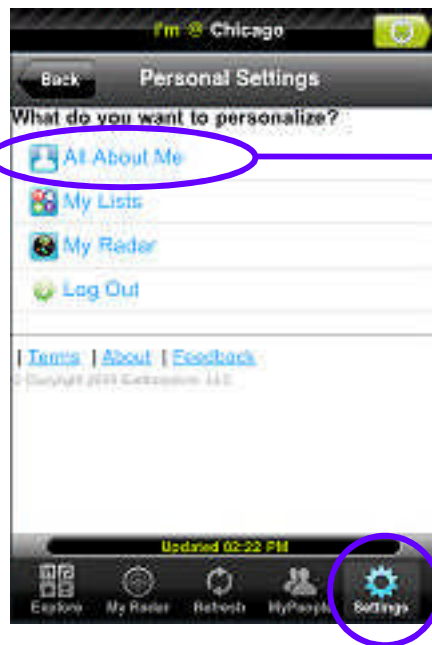 I'm @ Chicago
Back Personal Settings
What do you want to personalize?
All About Me
My Lists
My Radar
Log Out
| Terms | About | Feedback
Updated 02:22 PM
Explore My Radar Refresh MyPeople Settings